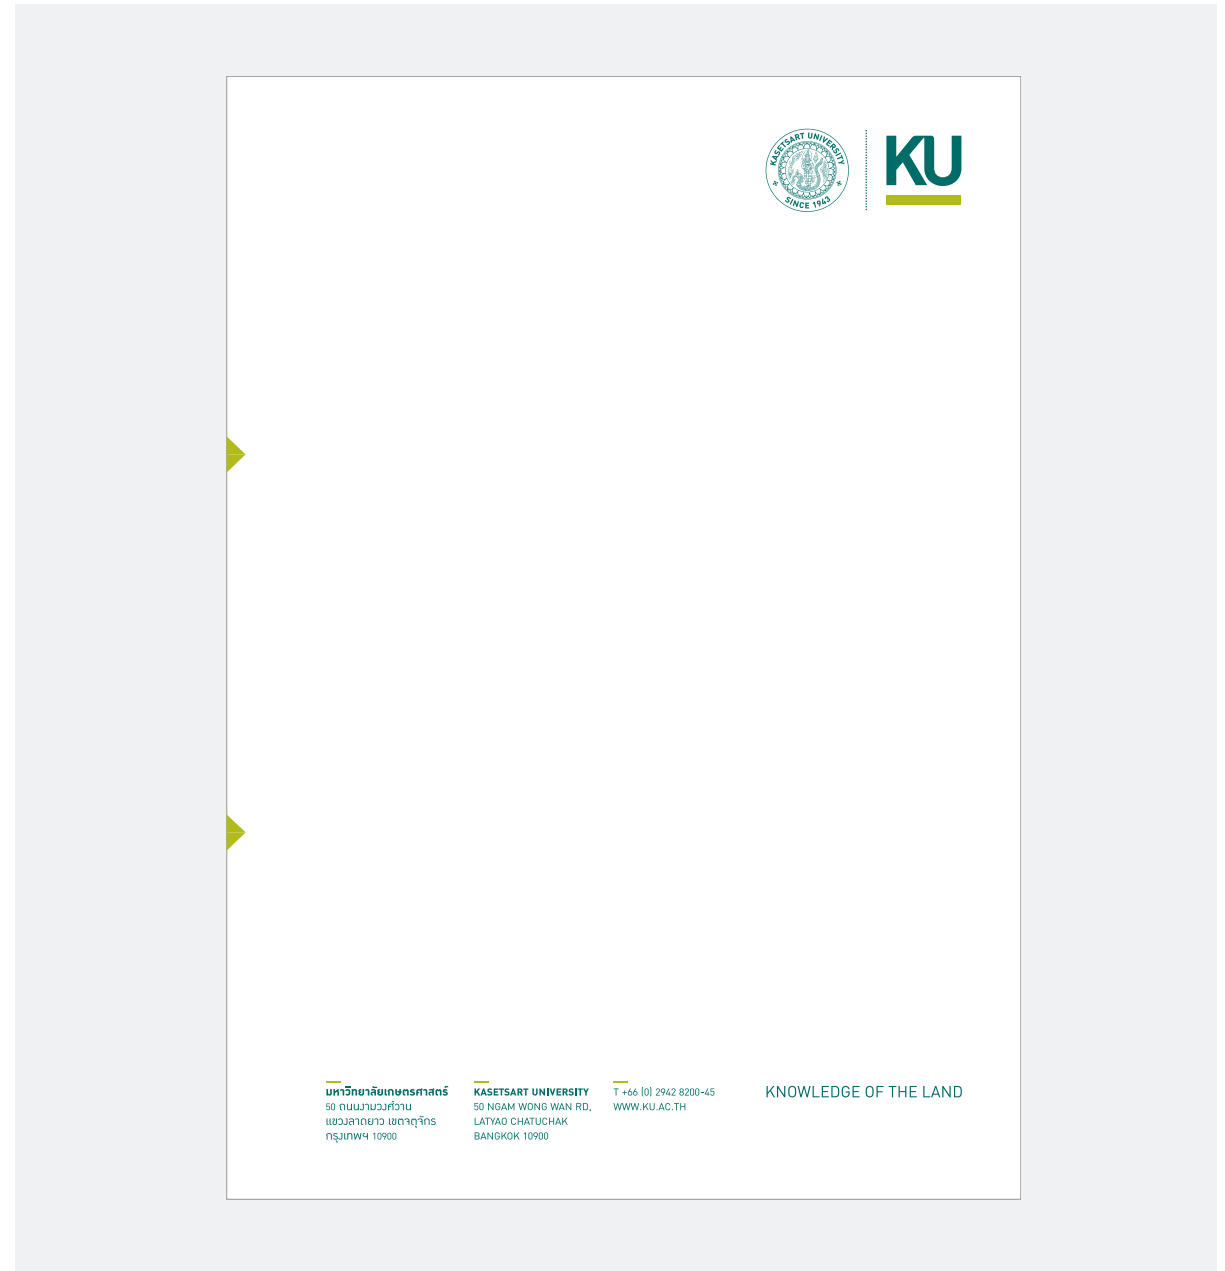 KASETSART UNIVERSITY
SINCE 1943
KU
มหาวิทยาลัยเกษตรศาสตร์
50 ถนนงามวงศ์วาน
แขวงลาดยาว เขตจตุจักร
กรุงเทพฯ 10900
KASETSART UNIVERSITY
50 NGAM WONG WAN RD,
LATYAO CHATUCHAK
BANGKOK 10900
T +66 (0) 2942 8200-45
WWW.KU.AC.TH
KNOWLEDGE OF THE LAND